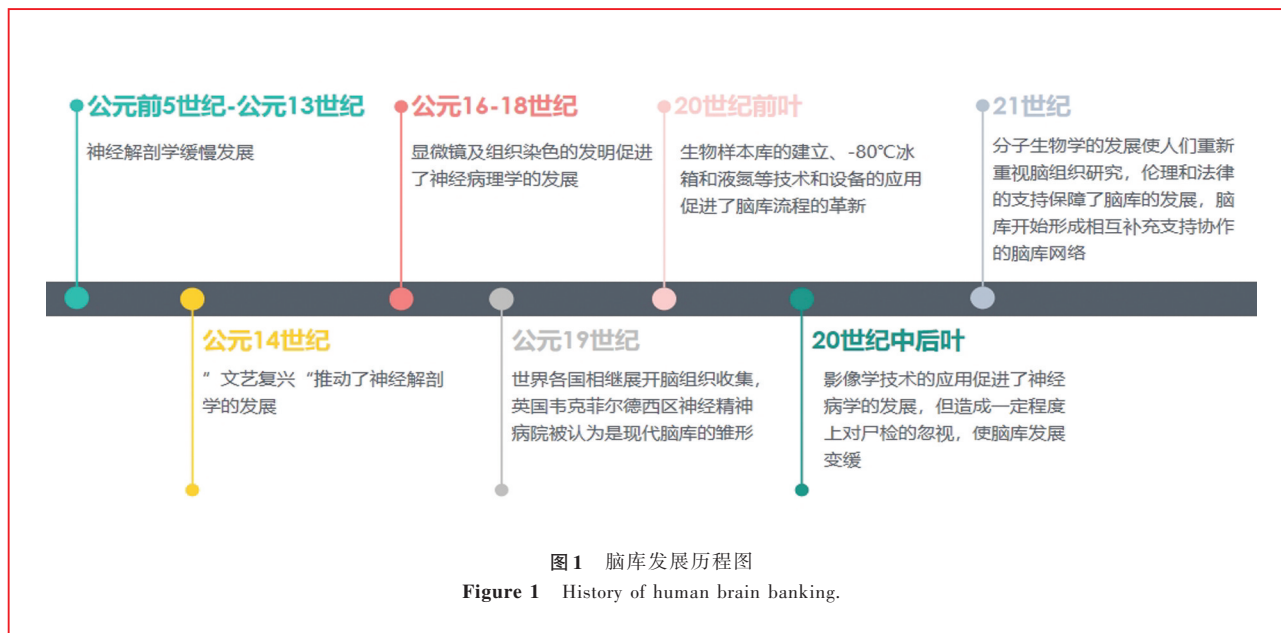 公元前5世纪-公元13世纪
神经解剖学缓慢发展
公元16-18世纪
显微镜及组织染色的发明促进
了神经病理学的发展
20世纪前叶
生物样本库的建立、-80℃冰
箱和液氮等技术和设备的应用
促进了脑库流程的革新
21世纪
分子生物学的发展使人们重新
重视脑组织研究，伦理和法律
的支持保障了脑库的发展，脑
库开始形成相互补充支持协作
的脑库网络
公元14世纪
”文艺复兴“推动了神经解剖
学的发展
公元19世纪
世界各国相继展开脑组织收集，
英国韦克菲尔德西区神经精神
病院被认为是现代脑库的雏形
20世纪中后叶
影像学技术的应用促进了神经
病学的发展，但造成一定程度
上对尸检的忽视，使脑库发展
变缓
图1 脑库发展历程图
Figure 1 History of human brain banking.